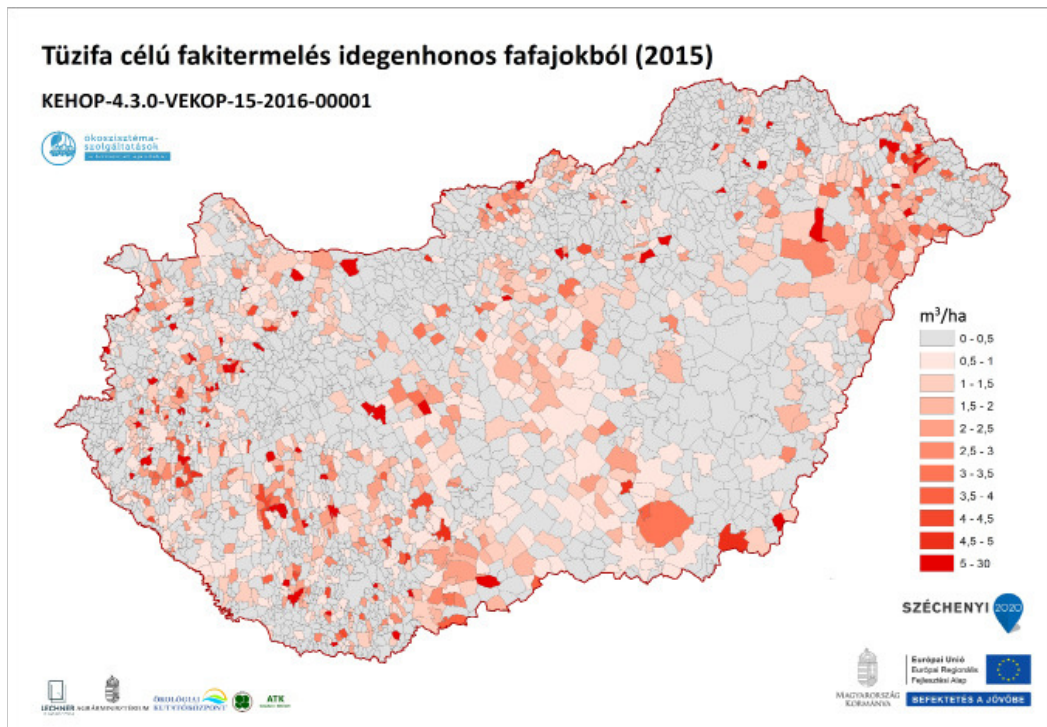 Tüzifa célú fakitermelés idegenhonos fafajokból (2015)
KEHOP-4.3.0-VEKOP-15-2016-00001
ökoszisztéma-
szolgáltatások
m³/ha
0 - 0,5
0,5 - 1
1 - 1,5
1,5 - 2
2 - 2,5
2,5 - 3
3 - 3,5
3,5 - 4
4 - 4,5
4,5 - 5
5 - 30
SZÉCHENYI 2020
MAGYARORSZÁG
KORMÁNYA
Európai Unió
Európai Regionális
Fejlesztési Alap
BEFEKTETÉS A JÖVŐBE
LECHNER
AGRÁRMINISZTÉRIUM
ÖKOLÓGIAI
KUTATÓKÖZPONT
ATK